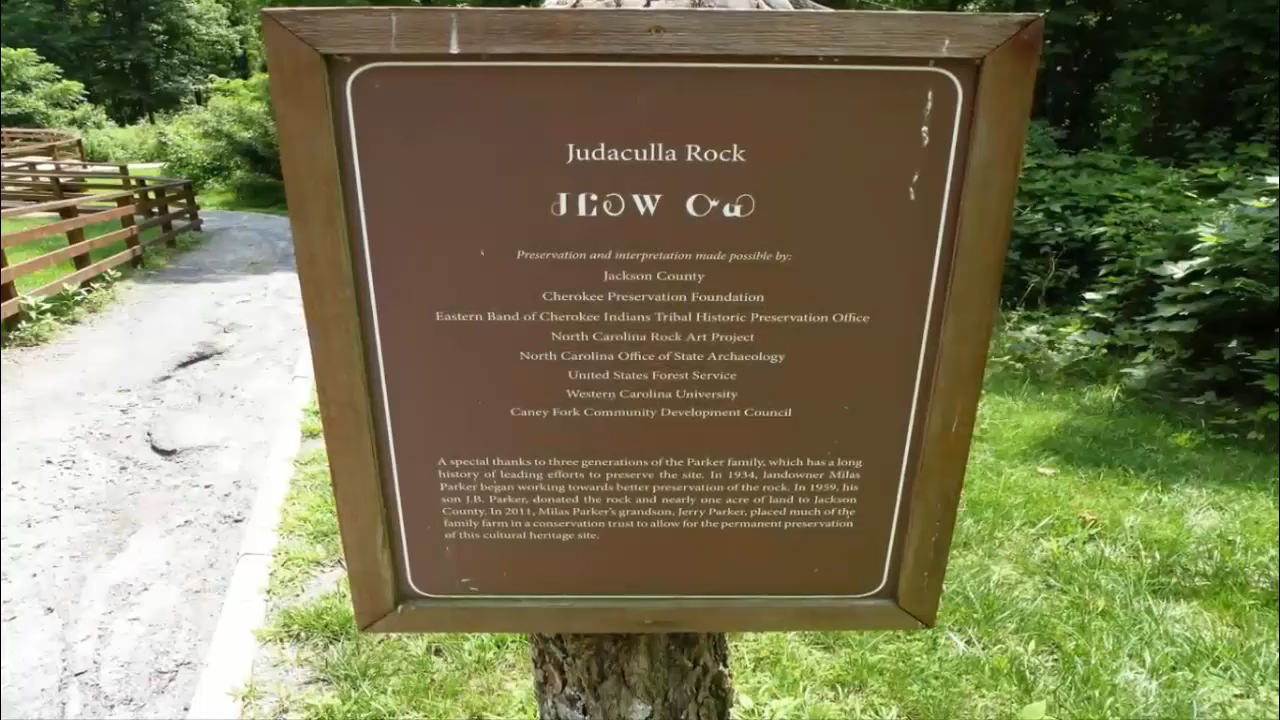 Judaculla Rock
Preservation and interpretation made possible by:
Jackson County
Cherokee Preservation Foundation
Eastern Band of Cherokee Indians Tribal Historic Preservation Office
North Carolina Rock Art Project
North Carolina Office of State Archaeology
United States Forest Service
Western Carolina University
Caney Fork Community Development Council
A special thanks to three generations of the Parker family, which has a long
history of leading efforts to preserve the site. In 1934, landowner Milas
Parker began working towards better preservation of the rock. In 1959, his
son J.B. Parker, donated the rock and nearly one acre of land to Jackson
County. In 2011, Milas Parker's grandson, Jerry Parker, placed much of the
family farm in a conservation trust to allow for the permanent preservation
of this cultural heritage site.